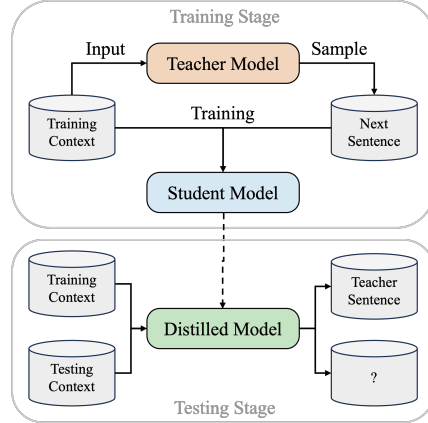 Training Stage
Input
Teacher Model
Sample
Training
Context
Training
Next
Sentence
Student Model
Training
Context
Teacher
Sentence
Distilled Model
Testing
Context
?
Testing Stage